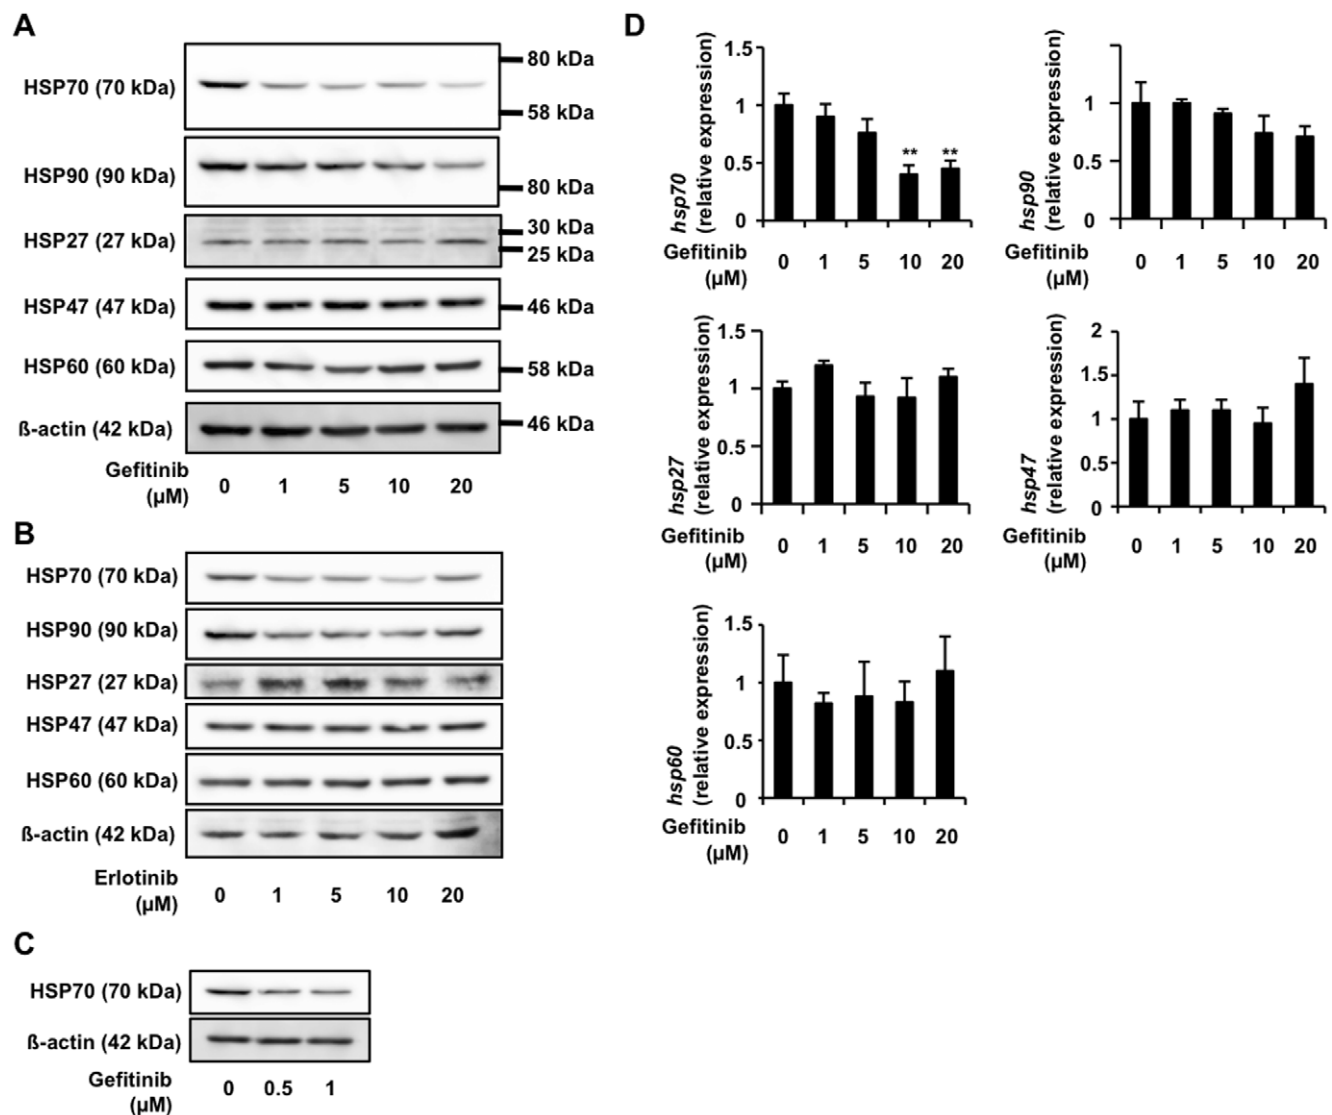 A
HSP70 (70 kDa)
80 kDa
58 kDa
HSP90 (90 kDa)
80 kDa
HSP27 (27 kDa)
30 kDa
25 kDa
HSP47 (47 kDa)
46 kDa
HSP60 (60 kDa)
58 kDa
ß-actin (42 kDa)
46 kDa
Gefitinib
(µM)
0 1 5 10 20
B
HSP70 (70 kDa)
HSP90 (90 kDa)
HSP27 (27 kDa)
HSP47 (47 kDa)
HSP60 (60 kDa)
ß-actin (42 kDa)
Erlotinib
(µM)
0 1 5 10 20
C
HSP70 (70 kDa)
ß-actin (42 kDa)
Gefitinib
(µM)
0 0.5 1
D
hsp70
(relative expression)
1.5
1
0.5
0
** **
Gefitinib
(µM)
0 1 5 10 20
hsp90
(relative expression)
1
0.5
0
Gefitinib
(µM)
0 1 5 10 20
hsp27
(relative expression)
1.5
1
0.5
0
Gefitinib
(µM)
0 1 5 10 20
hsp47
(relative expression)
2
1.5
1
0.5
0
Gefitinib
(µM)
0 1 5 10 20
hsp60
(relative expression)
1.5
1
0.5
0
Gefitinib
(µM)
0 1 5 10 20